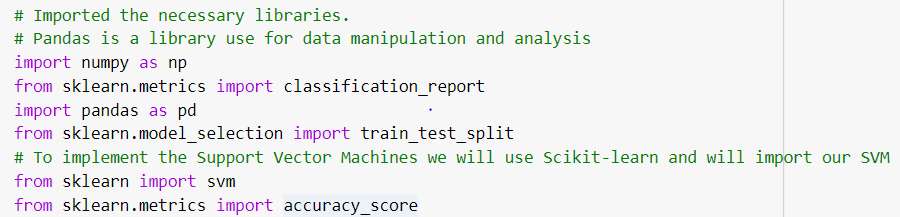 # Imported the necessary libraries.
# Pandas is a library use for data manipulation and analysis
import numpy as np
from sklearn.metrics import classification_report
import pandas as pd
from sklearn.model_selection import train_test_split
# To implement the Support Vector Machines we will use Scikit-learn and will import our SVM
from sklearn import svm
from sklearn.metrics import accuracy_score